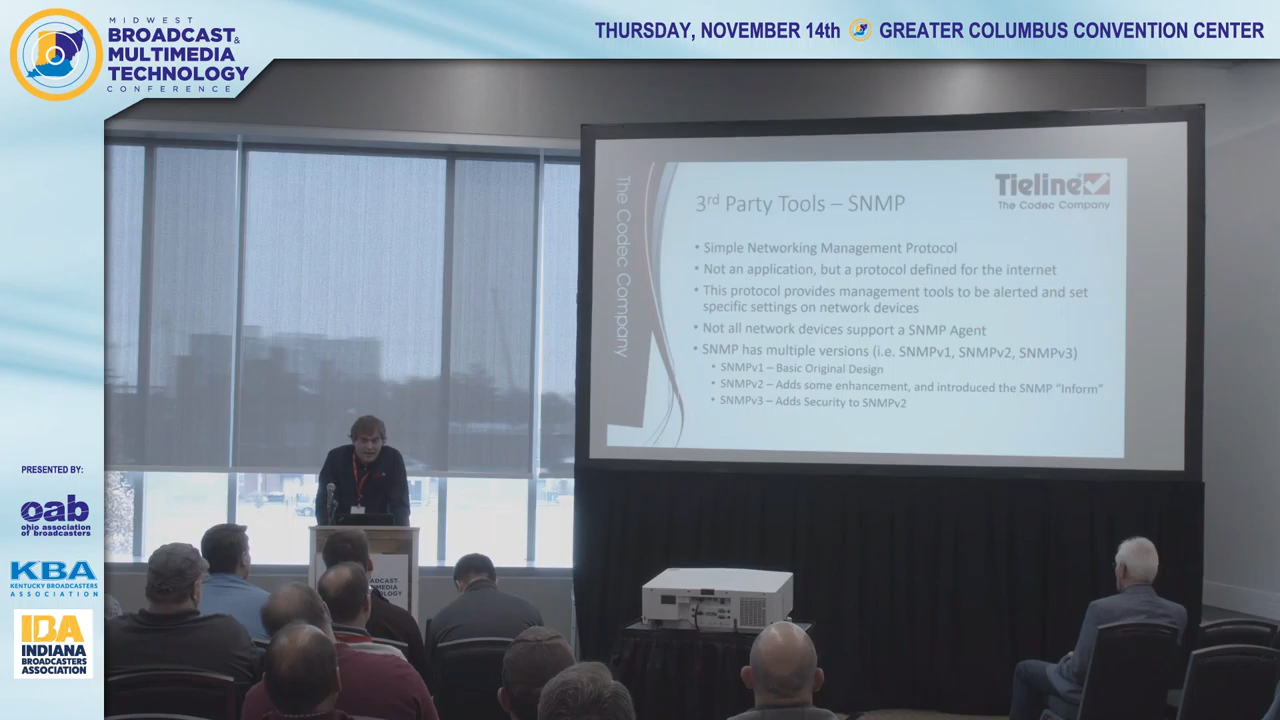 MIDWEST
BROADCAST&
MULTIMEDIA
TECHNOLOGY
CONFERENCE
THURSDAY, NOVEMBER 14th
GREATER COLUMBUS CONVENTION CENTER
The Codec Company
Tieline
The Codec Company
3rd Party Tools – SNMP
• Simple Networking Management Protocol
• Not an application, but a protocol defined for the internet
• This protocol provides management tools to be alerted and set
specific settings on network devices
• Not all network devices support a SNMP Agent
• SNMP has multiple versions (i.e. SNMPv1, SNMPv2, SNMPv3)
• SNMPv1 – Basic Original Design
• SNMPv2 – Adds some enhancement, and introduced the SNMP "Inform"
• SNMPv3 – Adds Security to SNMPv2
PRESENTED BY:
oab
ohio association
of broadcasters
KBA
KENTUCKY BROADCASTERS
ASSOCIATION
IBA
INDIANA
BROADCASTERS
ASSOCIATION